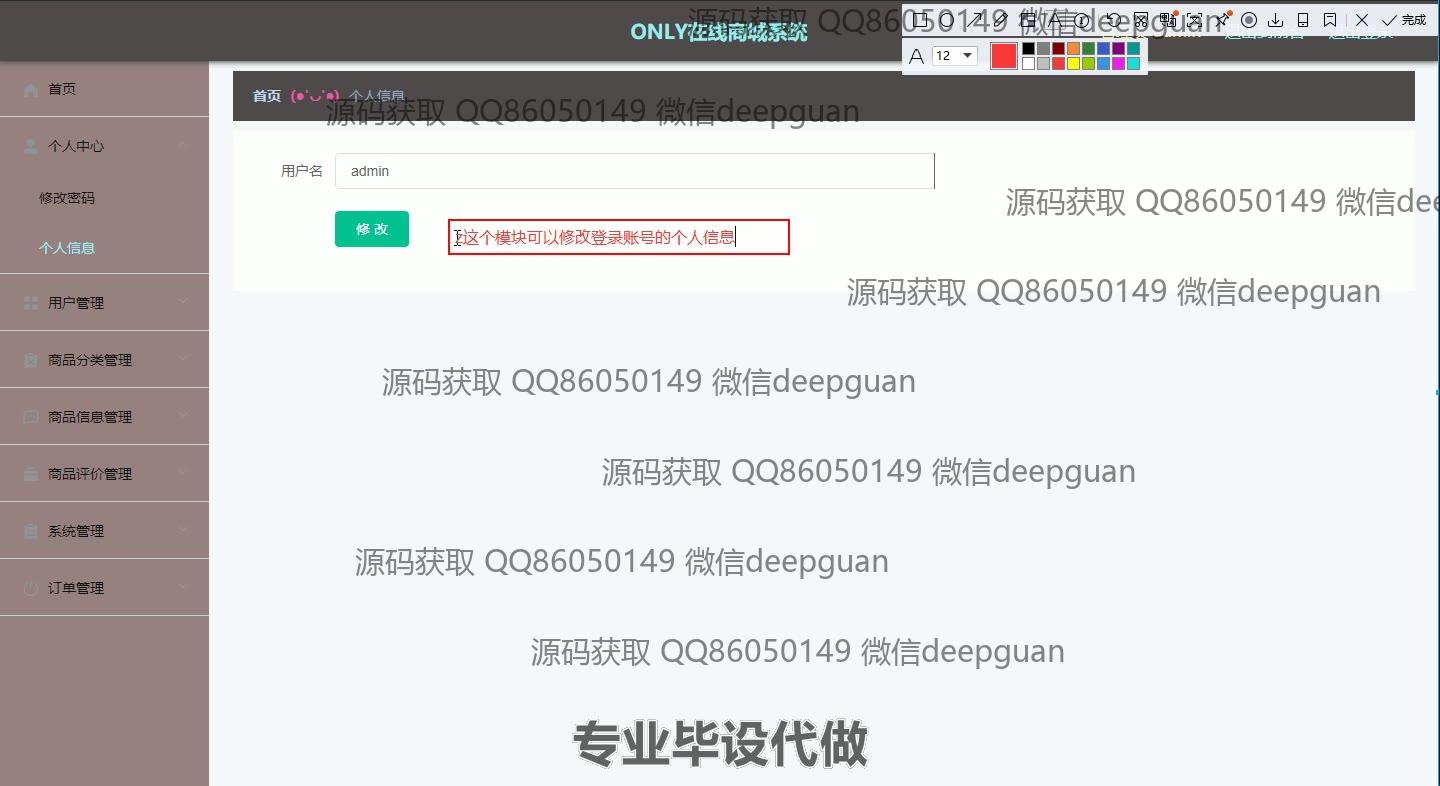 ONLY在线商城系统
源码获取 QQ86050149 微信deepguan
12
完成
首页
首页 (●'◡'●) 个人信息
源码获取 QQ86050149 微信deepguan
个人中心
用户名 admin
修改密码
源码获取 QQ86050149 微信dee
修 改
z这个模块可以修改登录账号的个人信息
个人信息
源码获取 QQ86050149 微信deepguan
用户管理
商品分类管理
源码获取 QQ86050149 微信deepguan
商品信息管理
商品评价管理
源码获取 QQ86050149 微信deepguan
系统管理
源码获取 QQ86050149 微信deepguan
订单管理
源码获取 QQ86050149 微信deepguan
专业毕设代做